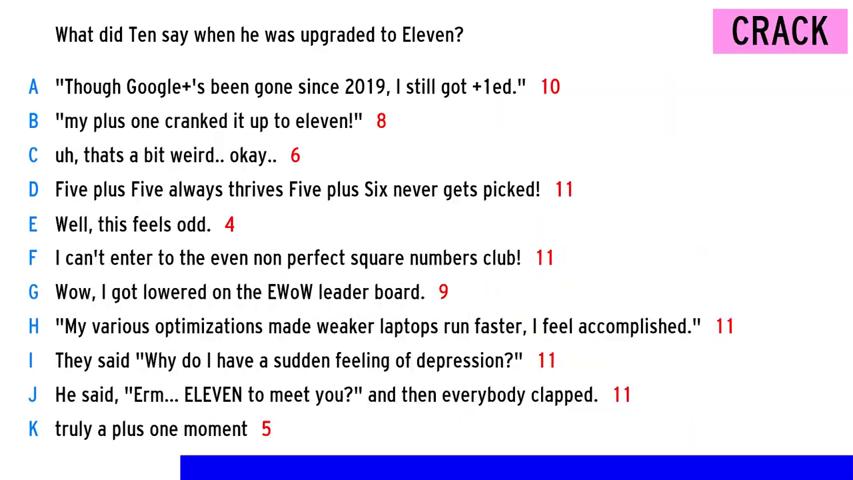 What did Ten say when he was upgraded to Eleven?
CRACK
A "Though Google+'s been gone since 2019, I still got +1ed." 10
B "my plus one cranked it up to eleven!" 8
C uh, thats a bit weird.. okay.. 6
D Five plus Five always thrives Five plus Six never gets picked! 11
E Well, this feels odd. 4
F I can't enter to the even non perfect square numbers club! 11
G Wow, I got lowered on the EWoW leader board. 9
H "My various optimizations made weaker laptops run faster, I feel accomplished." 11
I They said "Why do I have a sudden feeling of depression?" 11
J He said, "Erm... ELEVEN to meet you?" and then everybody clapped. 11
K truly a plus one moment 5